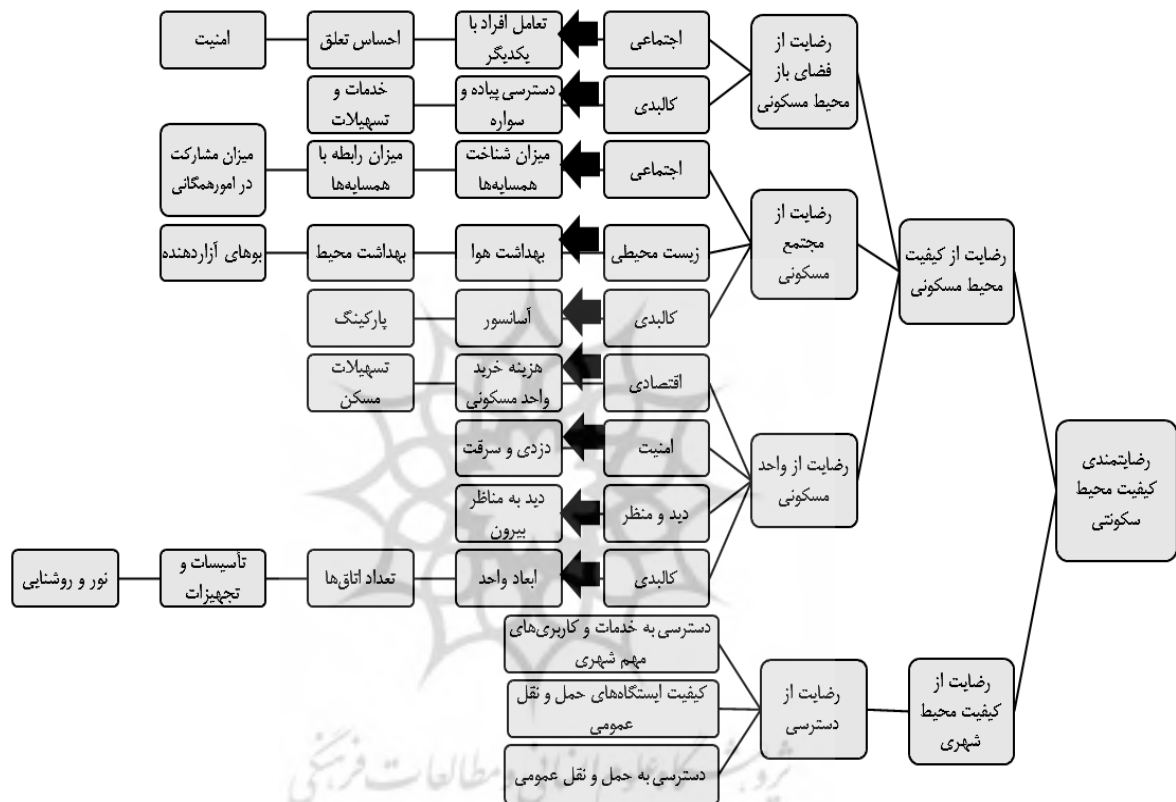 رضایتمندی
کیفیت محیط
سکونتی
رضایت از کیفیت
محیط مسکونی
رضایت از
فضای باز
محیط مسکونی
اجتماعی
تعامل افراد با
یکدیگر
احساس تعلق
امنیت
کالبدی
دسترسی پیاده و
سواره
خدمات و
تسهیلات
رضایت از
مجتمع
مسکونی
اجتماعی
میزان شناخت
همسایه‌ها
میزان رابطه با
همسایه‌ها
میزان مشارکت
در امورهمگانی
زیست محیطی
بهداشت هوا
بهداشت محیط
بوهای آزاردهنده
کالبدی
آسانسور
پارکینگ
رضایت از واحد
مسکونی
اقتصادی
هزینه خرید
واحد مسکونی
تسهیلات
مسکن
امنیت
دزدی و سرقت
دید و منظر
دید به مناظر
بیرون
کالبدی
ابعاد واحد
تعداد اتاق‌ها
تأسیسات و
تجهیزات
نور و روشنایی
رضایت از
کیفیت محیط
شهری
رضایت از
دسترسی
دسترسی به خدمات و کاربری‌های
مهم شهری
کیفیت ایستگاه‌های حمل و نقل
عمومی
دسترسی به حمل و نقل عمومی
پژوهشگاه علوم انسانی و مطالعات فرهنگی